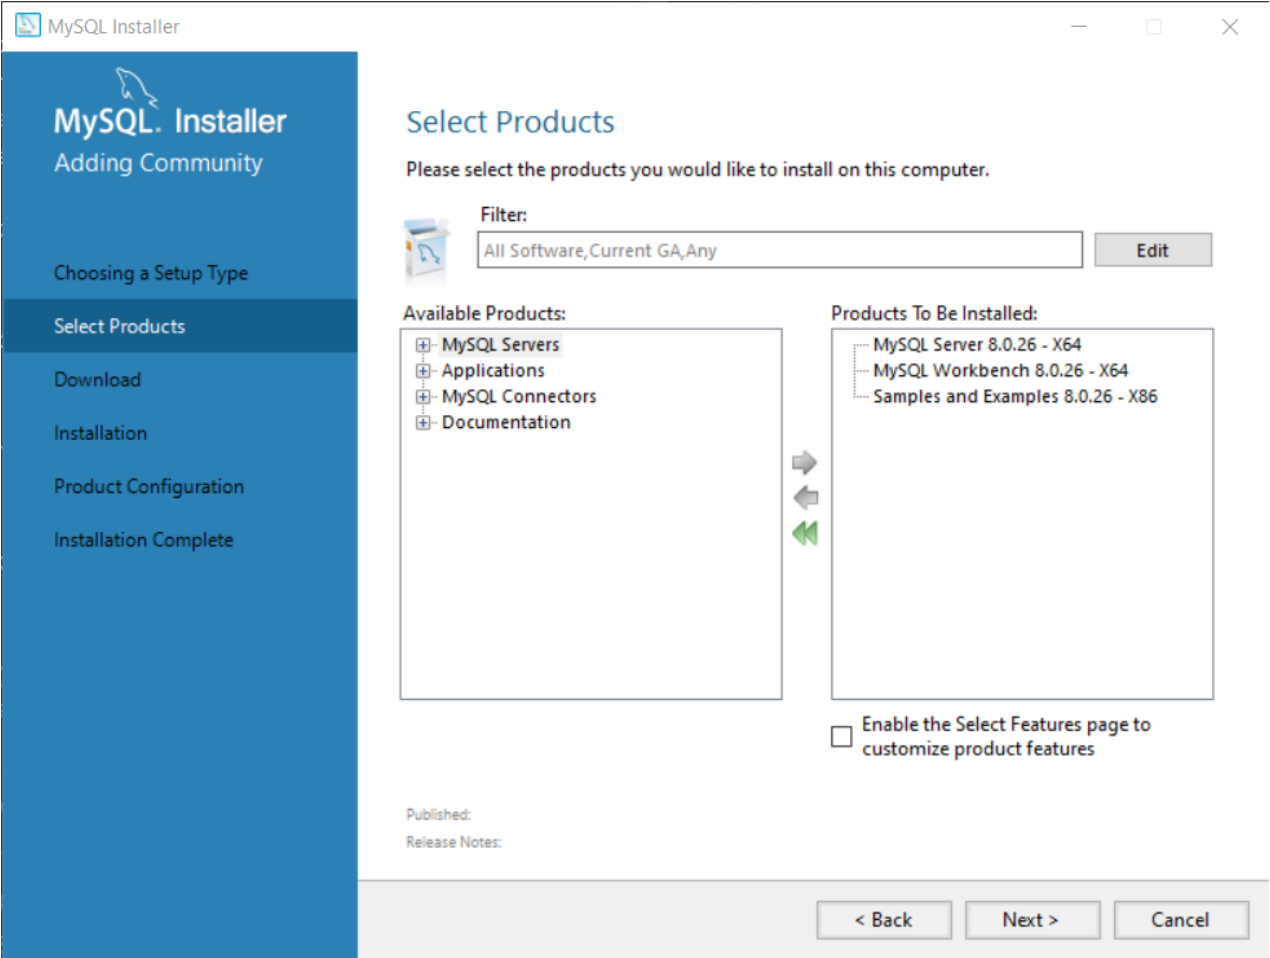 MySQL Installer
MySQL. Installer
Adding Community
Choosing a Setup Type
Select Products
Download
Installation
Product Configuration
Installation Complete
Select Products
Please select the products you would like to install on this computer.
Filter:
All Software,Current GA,Any
Edit
Available Products:
MySQL Servers
Applications
MySQL Connectors
Documentation
Products To Be Installed:
MySQL Server 8.0.26 - X64
MySQL Workbench 8.0.26 - X64
Samples and Examples 8.0.26 - X86
Enable the Select Features page to
customize product features
Published:
Release Notes:
< Back
Next >
Cancel